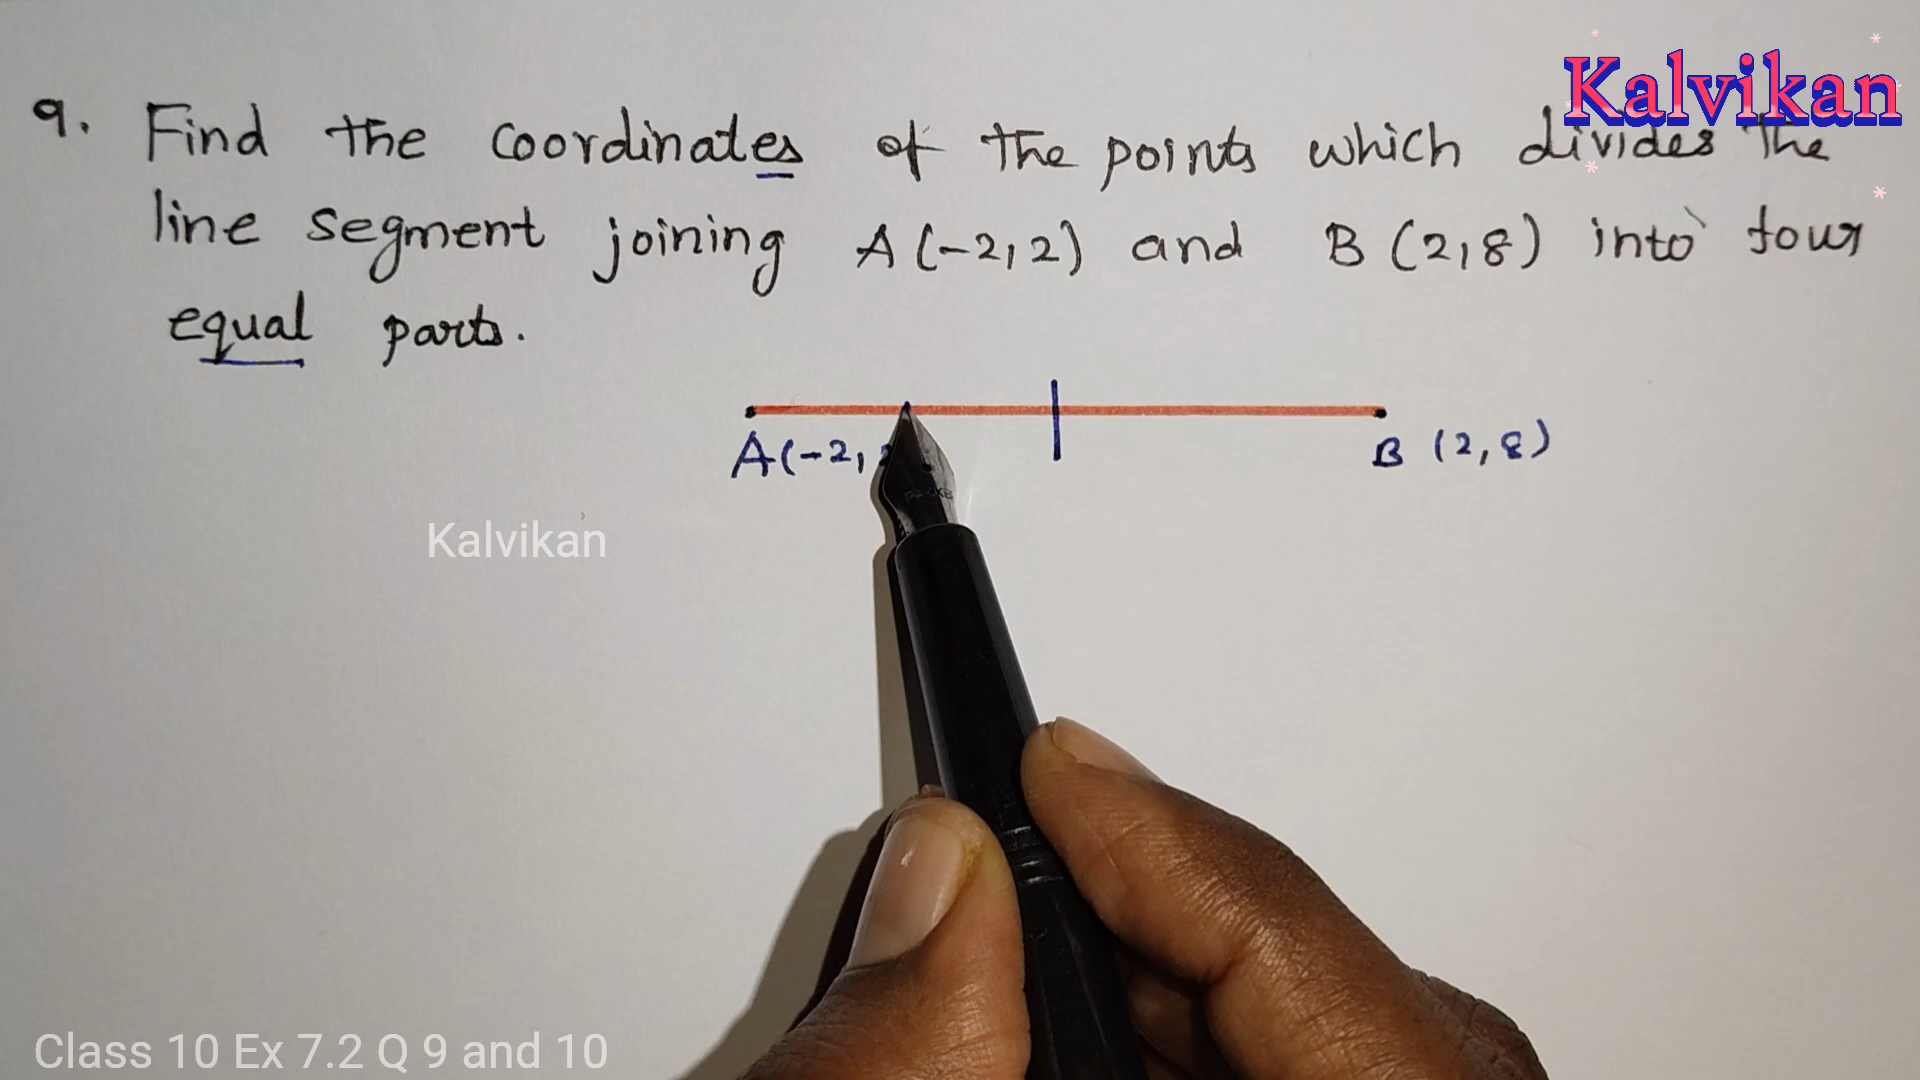 Kalvikan
9. Find the coordinates of the points which divides the
line segment joining A(-2,2) and B(2,8) into four
equal parts.
A(-2, B (2,8)
Kalvikan
Class 10 Ex 7.2 Q 9 and 10